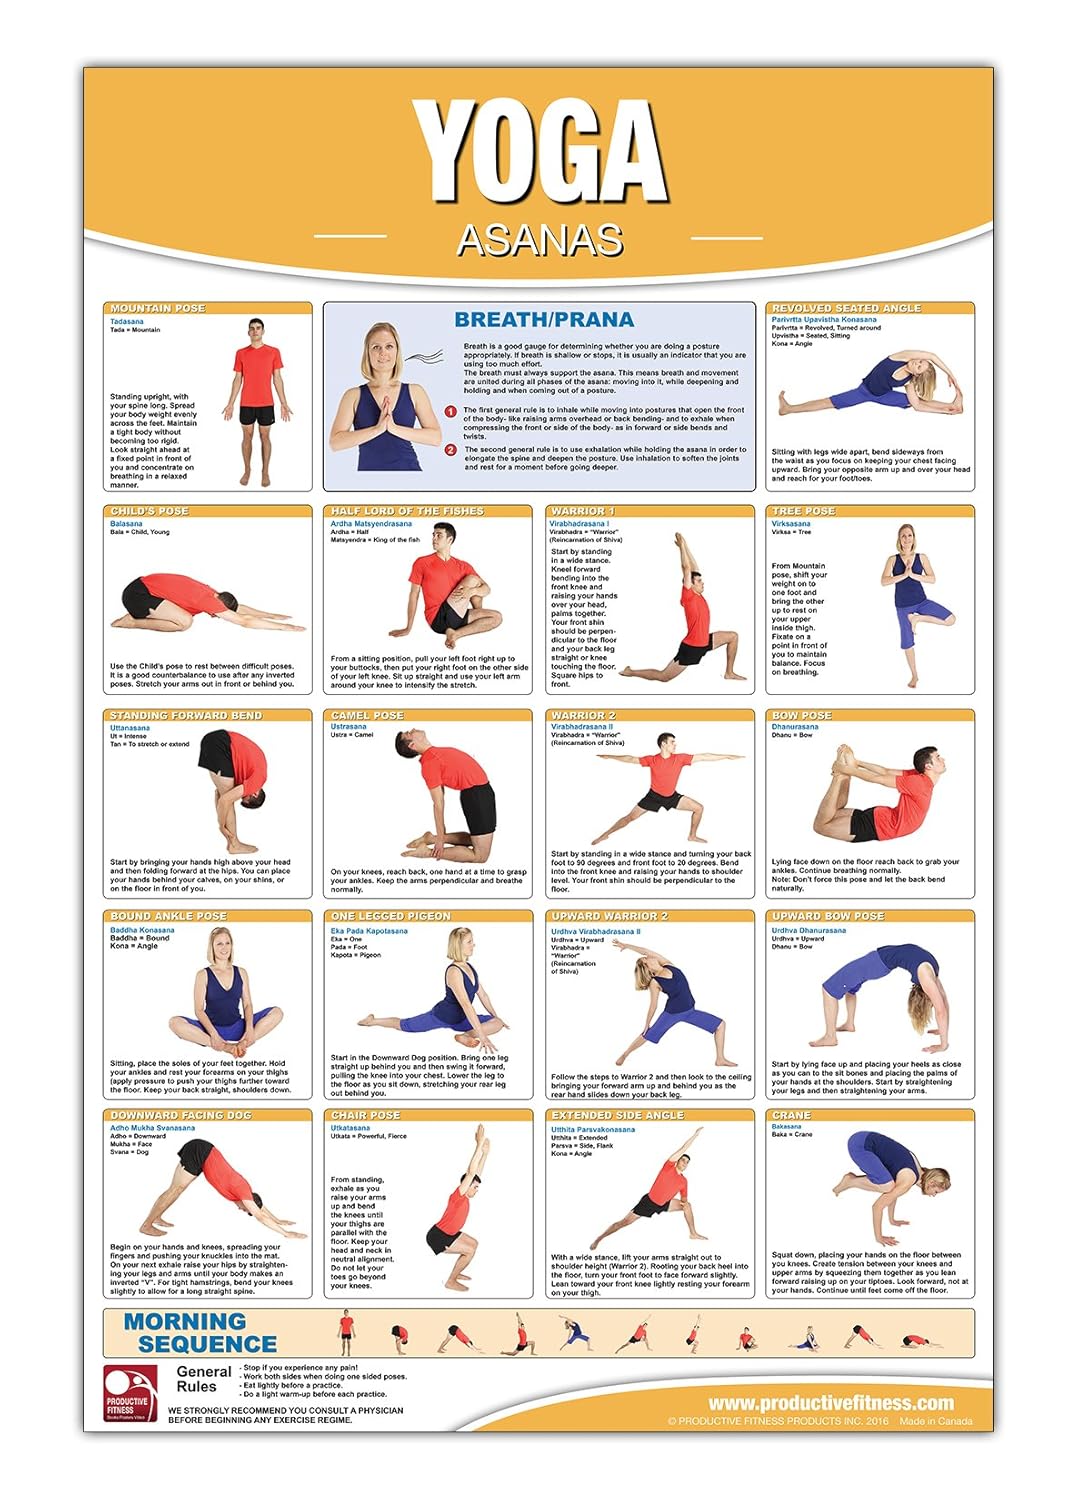 YOGA
ASANAS
MOUNTAIN POSE
Tadasana
Tada = Mountain
Standing upright, with
your spine long. Spread
your body weight evenly
across the feet. Maintain
a tight body without
becoming too rigid.
Look straight ahead at
a fixed point in front of
you and concentrate on
breathing in a relaxed
manner.
BREATH/PRANA
Breath is a good gauge for determining whether you are doing a posture
appropriately. If breath is shallow or stops, it is usually an indicator that you are
using too much effort.
The breath must always support the asana. This means breath and movement
are united during all phases of the asana: moving into it, while deepening and
holding and when coming out of a posture.
1 The first general rule is to inhale while moving into postures that open the front
of the body- like raising arms overhead or back bending- and to exhale when
compressing the front or side of the body- as in forward or side bends and
twists.
2 The second general rule is to use exhalation while holding the asana in order to
elongate the spine and deepen the posture. Use inhalation to soften the joints
and rest for a moment before going deeper.
REVOLVED SEATED ANGLE
Parivrtta Upavistha Konasana
Parivrtta = Revolved, Turned around
Upvistha = Seated, Sitting
Kona = Angle
Sitting with legs wide apart, bend sideways from
the waist as you focus on keeping your chest facing
upward. Bring your opposite arm up and over your head
and reach for your foot/toes.
CHILD'S POSE
Balasana
Bala = Child, Young
Use the Child's pose to rest between difficult poses.
It is a good counterbalance to use after any inverted
poses. Stretch your arms out in front or behind you.
HALF LORD OF THE FISHES
Ardha Matsyendrasana
Ardha = Half
Matsyendra = King of the fish
From a sitting position, pull your left foot right up to
your buttocks, then put your right foot on the other side
of your left knee. Sit up straight and use your left arm
around your knee to intensify the stretch.
WARRIOR 1
Virabhadrasana I
Virabhadra = "Warrior"
(Reincarnation of Shiva)
Start by standing
in a wide stance.
Kneel forward
bending into the
front knee and
raising your hands
over your head,
palms together.
Your front shin
should be perpen-
dicular to the floor
and your back leg
straight or knee
touching the floor.
Square hips to
front.
TREE POSE
Virksasana
Virksa = Tree
From Mountain
pose, shift your
weight on to
one foot and
bring the other
up to rest on
your upper
inside thigh.
Fixate on a
point in front of
you to maintain
balance. Focus
on breathing.
STANDING FORWARD BEND
Uttanasana
Ut = Intense
Tan = To stretch or extend
Start by bringing your hands high above your head
and then folding forward at the hips. You can place
your hands behind your calves, on your shins, or
on the floor in front of you.
CAMEL POSE
Ustrasana
Ustra = Camel
On your knees, reach back, one hand at a time to grasp
your ankles. Keep the arms perpendicular and breathe
normally.
WARRIOR 2
Virabhadrasana II
Virabhadra = "Warrior"
(Reincarnation of Shiva)
Start by standing in a wide stance and turning your back
foot to 90 degrees and front foot to 20 degrees. Bend
into the front knee and raising your hands to shoulder
level. Your front shin should be perpendicular to the
floor.
BOW POSE
Dhanurasana
Dhanu = Bow
Lying face down on the floor reach back to grab your
ankles. Continue breathing normally.
Note: Don't force this pose and let the back bend
naturally.
BOUND ANKLE POSE
Baddha Konasana
Baddha = Bound
Kona = Angle
Sitting, place the soles of your feet together. Hold
your ankles and rest your forearms on your thighs
(apply pressure to push your thighs further toward
the floor. Keep your back straight, shoulders down.
ONE LEGGED PIGEON
Eka Pada Kapotasana
Eka = One
Pada = Foot
Kapota = Pigeon
Start in the Downward Dog position. Bring one leg
straight up behind you and then swing it forward,
pulling the knee into your chest. Lower the leg to
the floor as you sit down, stretching your rear leg
out behind you.
UPWARD WARRIOR 2
Urdhva Virabhadrasana II
Urdhva = Upward
Virabhadra =
"Warrior"
(Reincarnation
of Shiva)
Follow the steps to Warrior 2 and then look to the ceiling
bringing your forward arm up and behind you as the
rear hand slides down your back leg.
UPWARD BOW POSE
Urdhva Dhanurasana
Urdhva = Upward
Dhanu = Bow
Start by lying face up and placing your heels as close
as you can to the sit bones and placing the palms of
your hands at the shoulders. Start by straightening
your legs and then straightening your arms.
DOWNWARD FACING DOG
Adho Mukha Svanasana
Adho = Downward
Mukha = Face
Svana = Dog
Begin on your hands and knees, spreading your
fingers and pushing your knuckles into the mat.
On your next exhale raise your hips by straighten-
ing your legs and arms until your body makes an
inverted "V". For tight hamstrings, bend your knees
slightly to allow for a long straight spine.
CHAIR POSE
Utkatasana
Utkata = Powerful, Fierce
From standing,
exhale as you
raise your arms
up and bend
the knees until
your thighs are
parallel with the
floor. Keep your
head and neck in
neutral alignment.
Do not let your
toes go beyond
your knees.
EXTENDED SIDE ANGLE
Utthita Parsvakonasana
Utthita = Extended
Parsva = Side, Flank
Kona = Angle
With a wide stance, lift your arms straight out to
shoulder height (Warrior 2). Rooting your back heel into
the floor, turn your front foot to face forward slightly.
Lean toward your front knee lightly resting your forearm
on your thigh.
CRANE
Bakasana
Baka = Crane
Squat down, placing your hands on the floor between
you knees. Create tension between your knees and
upper arms by squeezing them together as you lean
forward raising up on your tiptoes. Look forward, not at
your hands. Continue until feet come off the floor.
MORNING
SEQUENCE
PRODUCTIVE
FITNESS
Books Posters Video
General
Rules
- Stop if you experience any pain!
- Work both sides when doing one sided poses.
- Eat lightly before a practice.
- Do a light warm-up before each practice.
WE STRONGLY RECOMMEND YOU CONSULT A PHYSICIAN
BEFORE BEGINNING ANY EXERCISE REGIME.
www.productivefitness.com
© PRODUCTIVE FITNESS PRODUCTS INC. 2016 Made in Canada